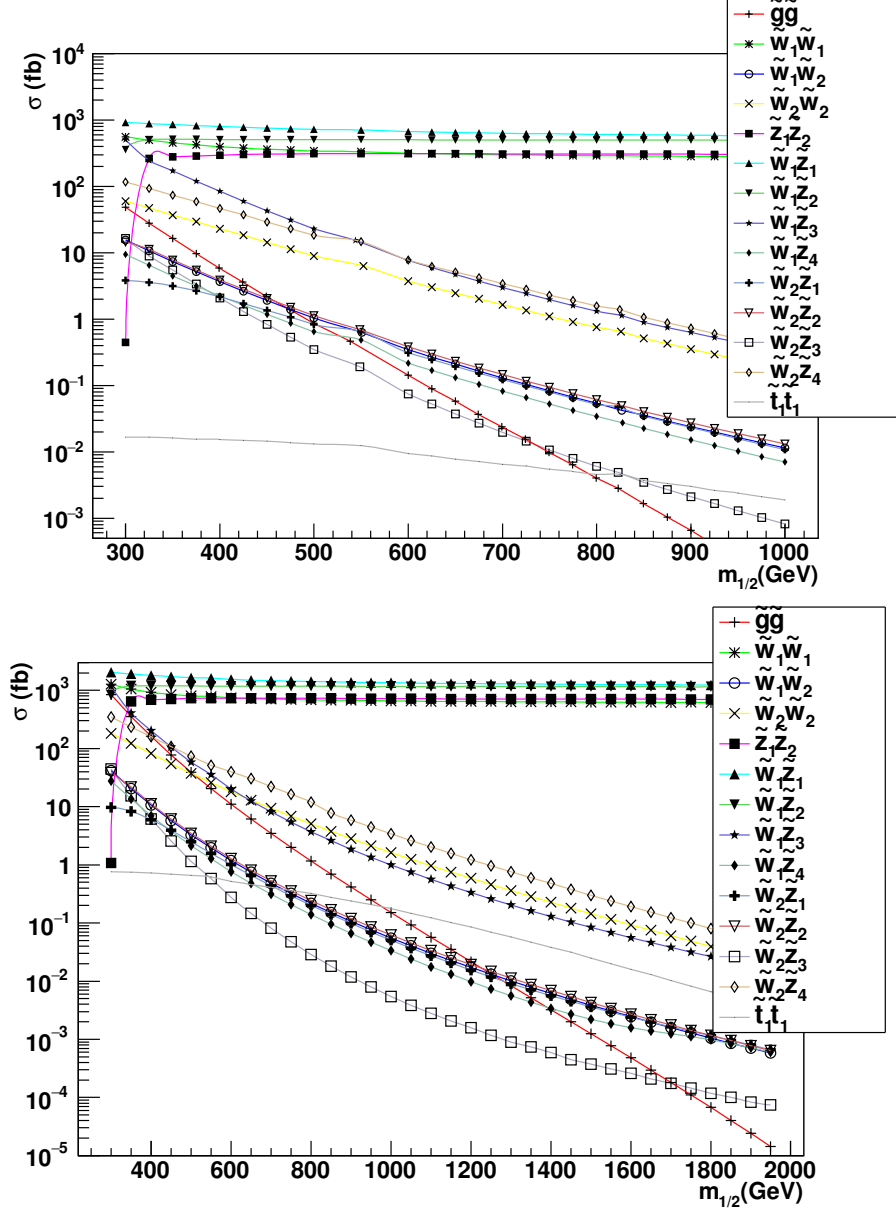 g̃g̃
w̃₁w̃₁
w̃₁w̃₂
w̃₂w̃₂
z̃₁z̃₂
w̃₁z̃₁
w̃₁z̃₂
w̃₁z̃₃
w̃₁z̃₄
w̃₂z̃₁
w̃₂z̃₂
w̃₂z̃₃
w̃₂z̃₄
t̃₁t̃₁
σ (fb)
10⁴
10³
10²
10
1
10⁻¹
10⁻²
10⁻³
300 400 500 600 700 800 900 1000
m₁/₂(GeV)
g̃g̃
w̃₁w̃₁
w̃₁w̃₂
w̃₂w̃₂
z̃₁z̃₂
w̃₁z̃₁
w̃₁z̃₂
w̃₁z̃₃
w̃₁z̃₄
w̃₂z̃₁
w̃₂z̃₂
w̃₂z̃₃
w̃₂z̃₄
t̃₁t̃₁
σ (fb)
10³
10²
10
1
10⁻¹
10⁻²
10⁻³
10⁻⁴
10⁻⁵
400 600 800 1000 1200 1400 1600 1800 2000
m₁/₂(GeV)